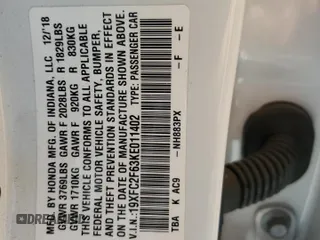 MFD. BY HONDA MFG. OF INDIANA, LLC 12/'18
GVWR 3769LBS GAWR F 2028LBS R 1829LBS
GVWR 1710KG GAWR F 920KG R 830KG
THIS VEHICLE CONFORMS TO ALL APPLICABLE
FEDERAL MOTOR VEHICLE SAFETY, BUMPER,
AND THEFT PREVENTION STANDARDS IN EFFECT
ON THE DATE OF MANUFACTURE SHOWN ABOVE.
V.I.N.:19XFC2F63KE011402 TYPE: PASSENGER CAR
NH883PX - F - E
TBA K AC9